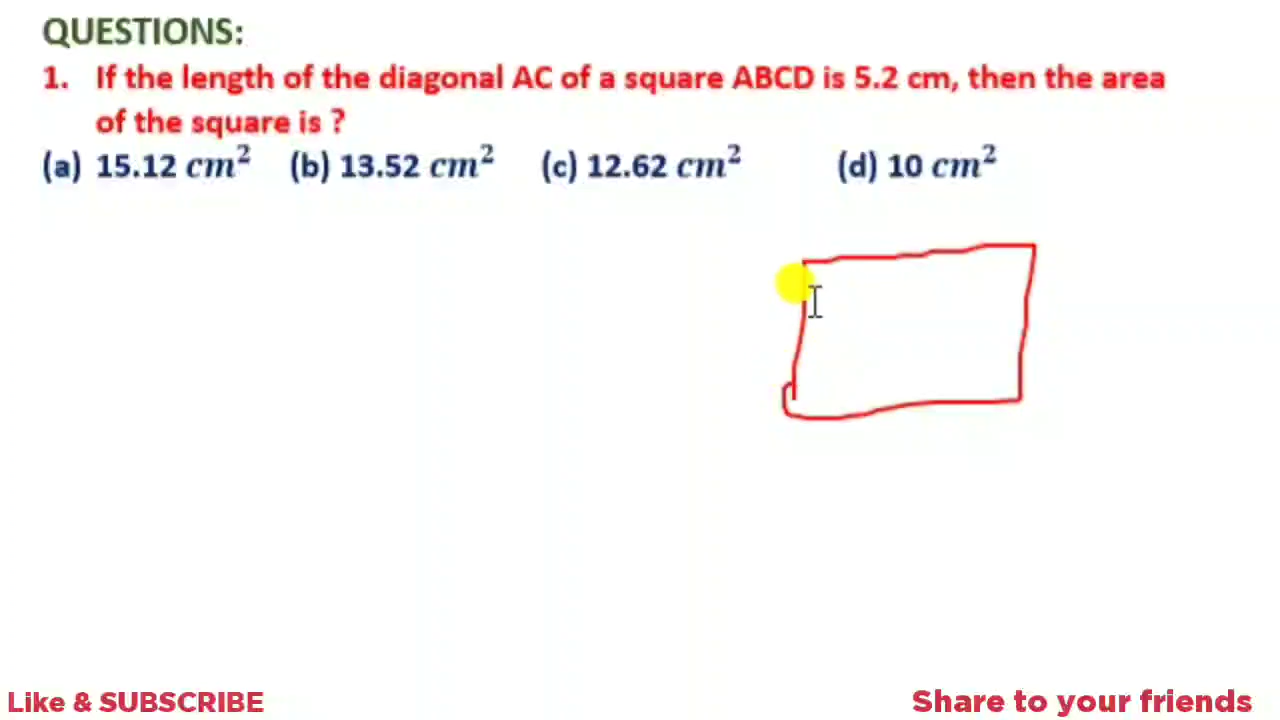 QUESTIONS:
1. If the length of the diagonal AC of a square ABCD is 5.2 cm, then the area
of the square is ?
(a) 15.12 cm² (b) 13.52 cm² (c) 12.62 cm² (d) 10 cm²
Like & SUBSCRIBE
Share to your friends